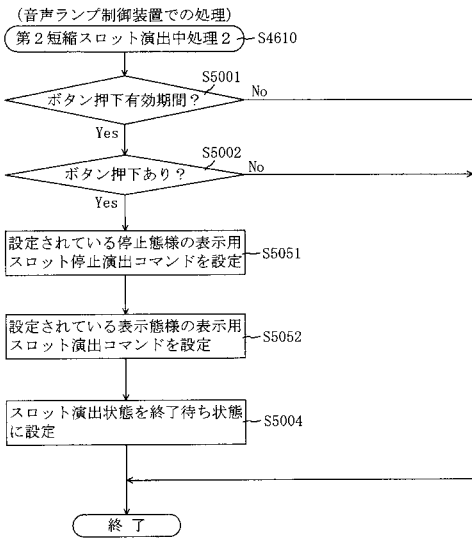 (音声ランプ制御装置での処理)
第2短縮スロット演出中処理2
S4610
S5001
ボタン押下有効期間？
No
Yes
S5002
ボタン押下あり？
No
Yes
設定されている停止態様の表示用
スロット停止演出コマンドを設定
S5051
設定されている表示態様の表示用
スロット演出コマンドを設定
S5052
スロット演出状態を終了待ち状態
に設定
S5004
終了